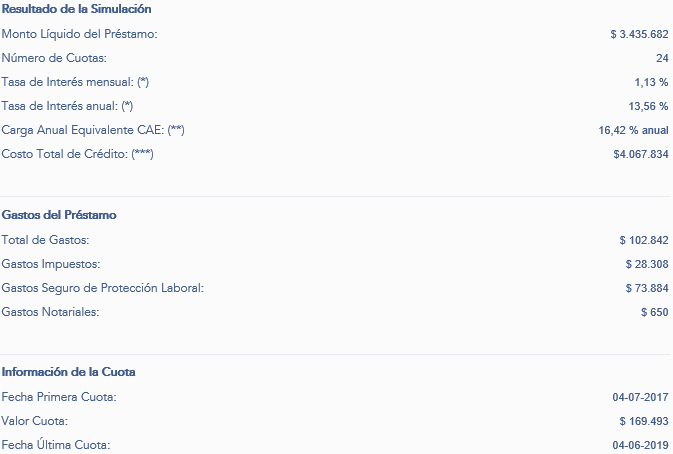 Resultado de la Simulación
Monto Líquido del Préstamo: $ 3.435.682
Número de Cuotas: 24
Tasa de Interés mensual: (*) 1,13 %
Tasa de Interés anual: (*) 13,56 %
Carga Anual Equivalente CAE: (**) 16,42 % anual
Costo Total de Crédito: (***) $4.067.834
Gastos del Préstamo
Total de Gastos: $ 102.842
Gastos Impuestos: $ 28.308
Gastos Seguro de Protección Laboral: $ 73.884
Gastos Notariales: $ 650
Información de la Cuota
Fecha Primera Cuota: 04-07-2017
Valor Cuota: $ 169.493
Fecha Última Cuota: 04-06-2019